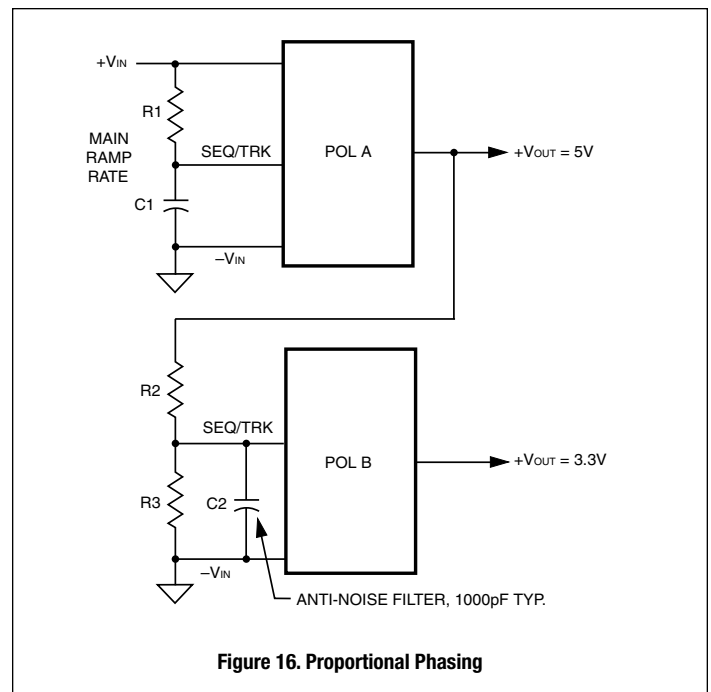 +VIN
R1
MAIN
RAMP
RATE
SEQ/TRK
POL A
+VOUT = 5V
C1
–VIN
R2
SEQ/TRK
POL B
+VOUT = 3.3V
R3
C2
–VIN
ANTI-NOISE FILTER, 1000pF TYP.
Figure 16. Proportional Phasing